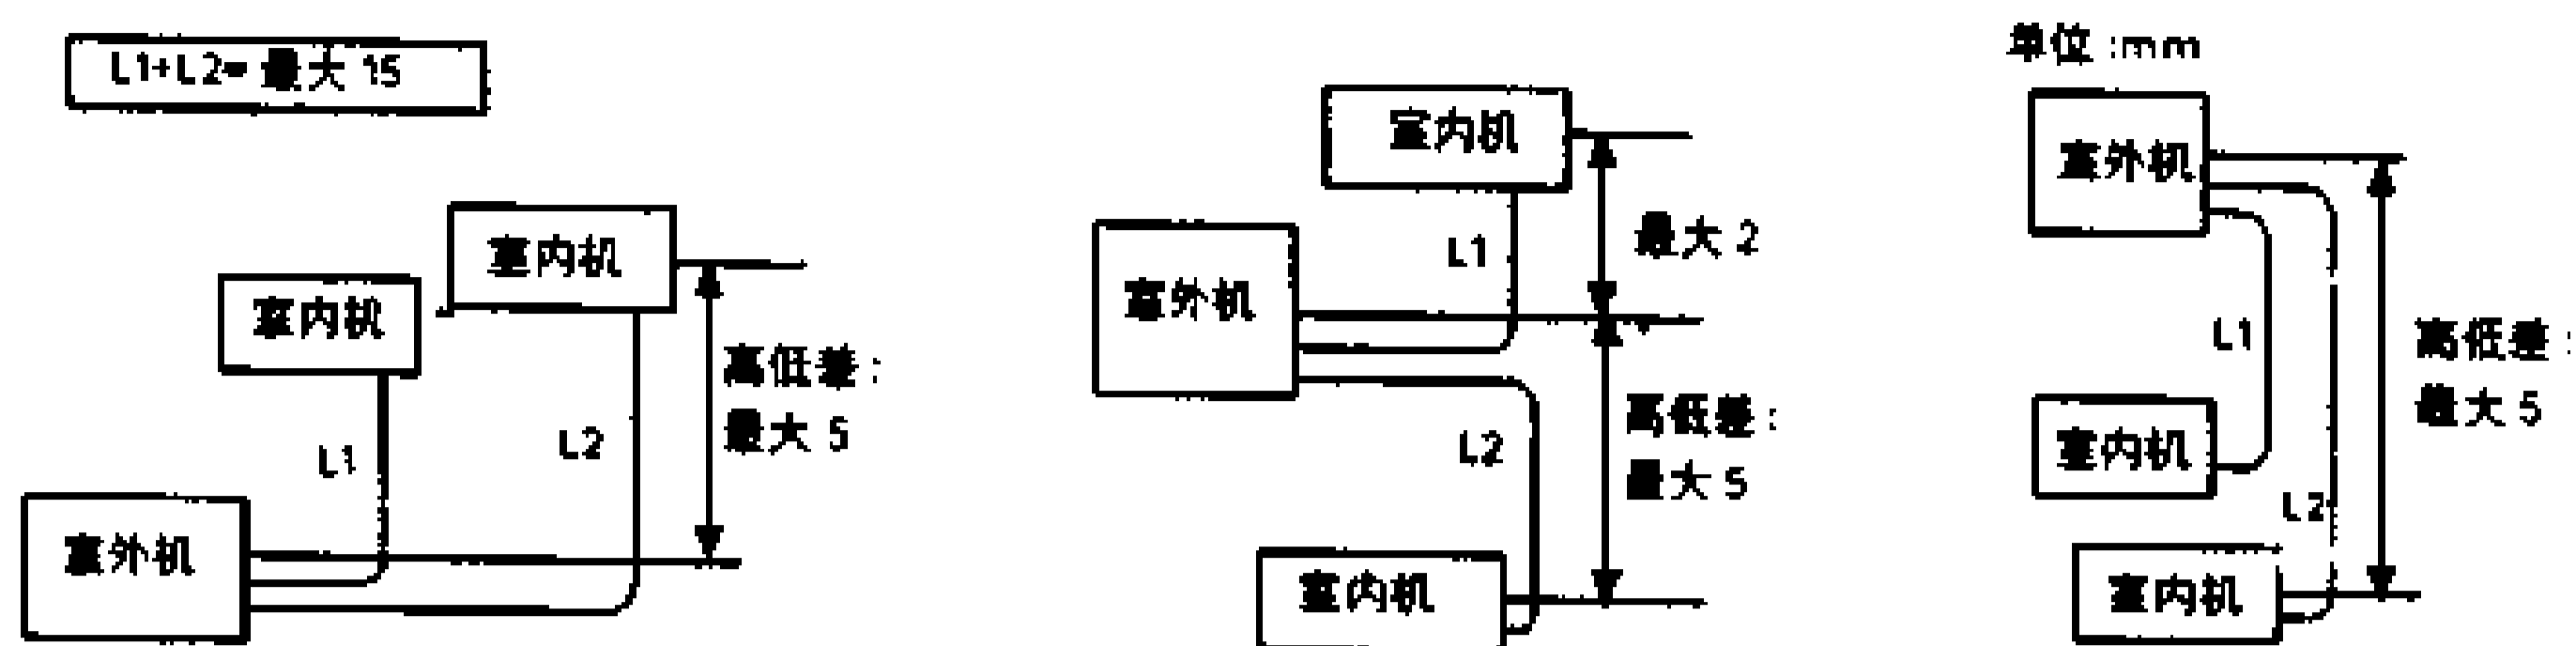 L1+L2=最大 15
室内机
室内机
高低差:
最大 5
L1
L2
室外机
室内机
最大 2
L1
室外机
高低差:
最大 5
L2
室内机
单位:mm
室外机
L1
高低差:
最大 5
室内机
L2
室内机